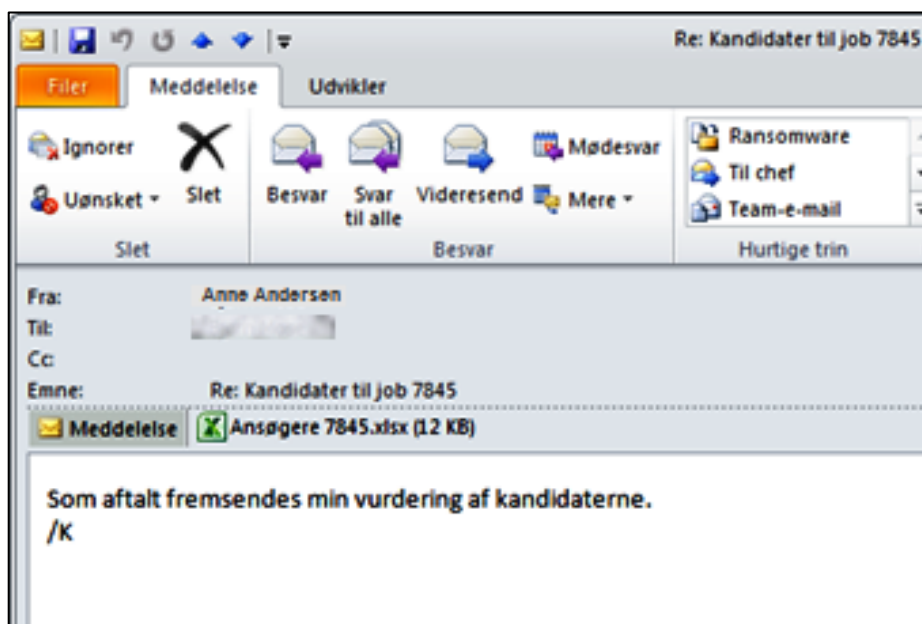 Re: Kandidater til job 7845
Filer Meddelelse Udvikler
Ignorer
Uønsket
Slet
Slet
Besvar
Svar
til alle
Videresend
Mødesvar
Mere
Besvar
Ransomware
Til chef
Team-e-mail
Hurtige trin
Fra: Anne Andersen
Til:
Cc:
Emne: Re: Kandidater til job 7845
Meddelelse Ansøgere 7845.xlsx (12 KB)
Som aftalt fremsendes min vurdering af kandidaterne.
/K